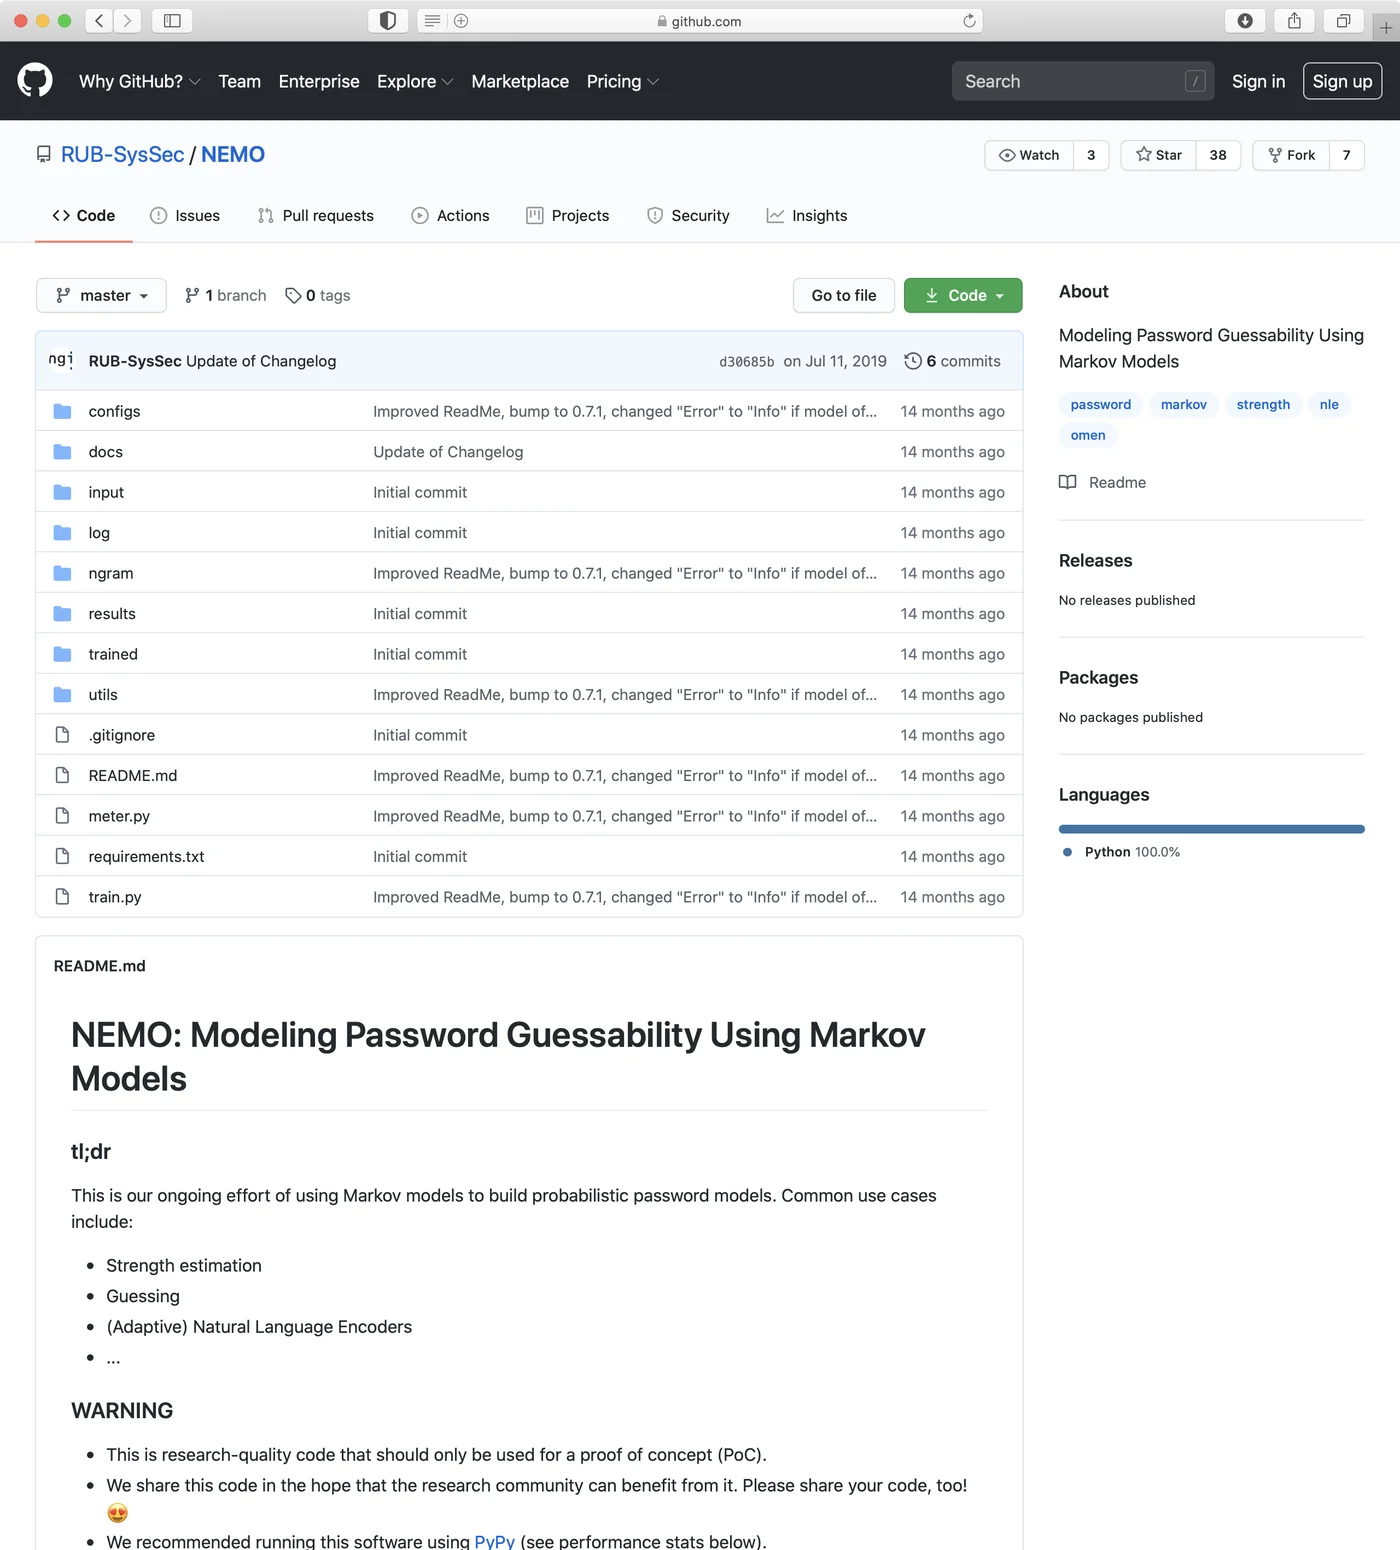 github.com
Why GitHub? Team Enterprise Explore Marketplace Pricing Search / Sign in Sign up
RUB-SysSec / NEMO Watch 3 Star 38 Fork 7
Code Issues Pull requests Actions Projects Security Insights
master 1 branch 0 tags Go to file Code
ngi RUB-SysSec Update of Changelog d30685b on Jul 11, 2019 6 commits
configs Improved ReadMe, bump to 0.7.1, changed "Error" to "Info" if model of... 14 months ago
docs Update of Changelog 14 months ago
input Initial commit 14 months ago
log Initial commit 14 months ago
ngram Improved ReadMe, bump to 0.7.1, changed "Error" to "Info" if model of... 14 months ago
results Initial commit 14 months ago
trained Initial commit 14 months ago
utils Improved ReadMe, bump to 0.7.1, changed "Error" to "Info" if model of... 14 months ago
.gitignore Initial commit 14 months ago
README.md Improved ReadMe, bump to 0.7.1, changed "Error" to "Info" if model of... 14 months ago
meter.py Improved ReadMe, bump to 0.7.1, changed "Error" to "Info" if model of... 14 months ago
requirements.txt Initial commit 14 months ago
train.py Improved ReadMe, bump to 0.7.1, changed "Error" to "Info" if model of... 14 months ago
About
Modeling Password Guessability Using
Markov Models
password markov strength nle
omen
Readme
Releases
No releases published
Packages
No packages published
Languages
Python 100.0%
README.md
NEMO: Modeling Password Guessability Using Markov
Models
tl;dr
This is our ongoing effort of using Markov models to build probabilistic password models. Common use cases
include:
• Strength estimation
• Guessing
• (Adaptive) Natural Language Encoders
• ...
WARNING
• This is research-quality code that should only be used for a proof of concept (PoC).
• We share this code in the hope that the research community can benefit from it. Please share your code, too!
😍
• We recommended running this software using PyPy (see performance stats below).